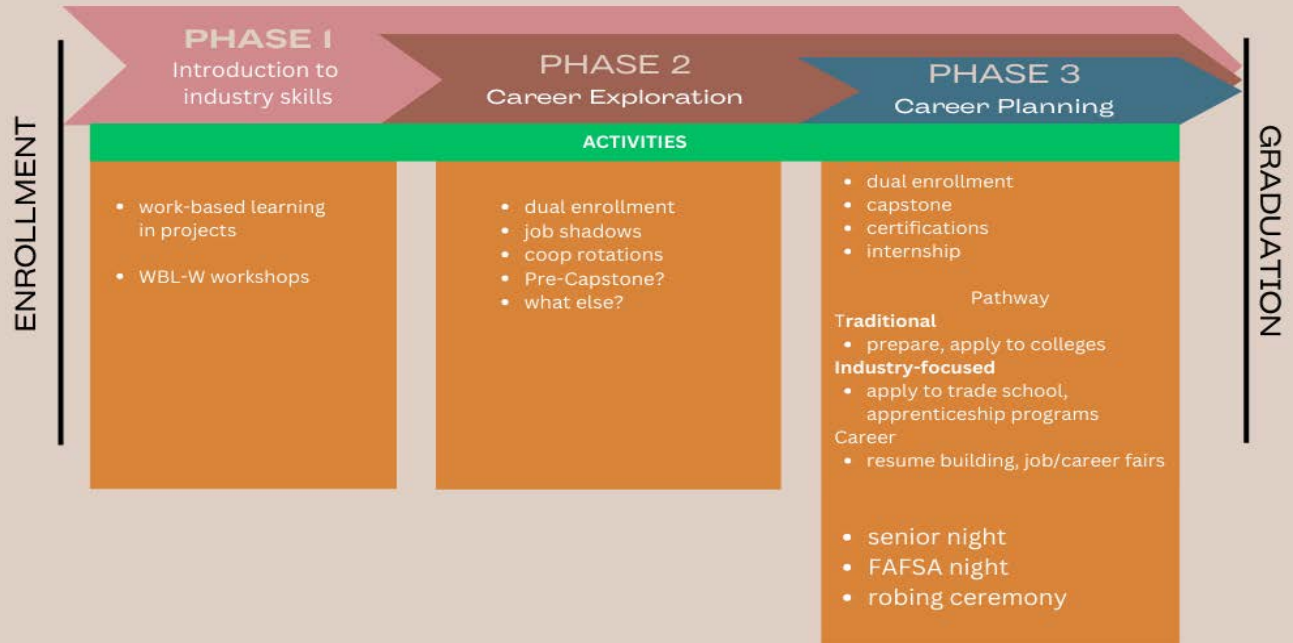 PHASE 1
Introduction to
industry skills
PHASE 2
Career Exploration
PHASE 3
Career Planning
ENROLLMENT
GRADUATION
ACTIVITIES
• work-based learning
in projects
• WBL-W workshops
• dual enrollment
• job shadows
• coop rotations
• Pre-Capstone?
• what else?
• dual enrollment
• capstone
• certifications
• internship
Pathway
Traditional
• prepare, apply to colleges
Industry-focused
• apply to trade school,
apprenticeship programs
Career
• resume building, job/career fairs
• senior night
• FAFSA night
• robing ceremony